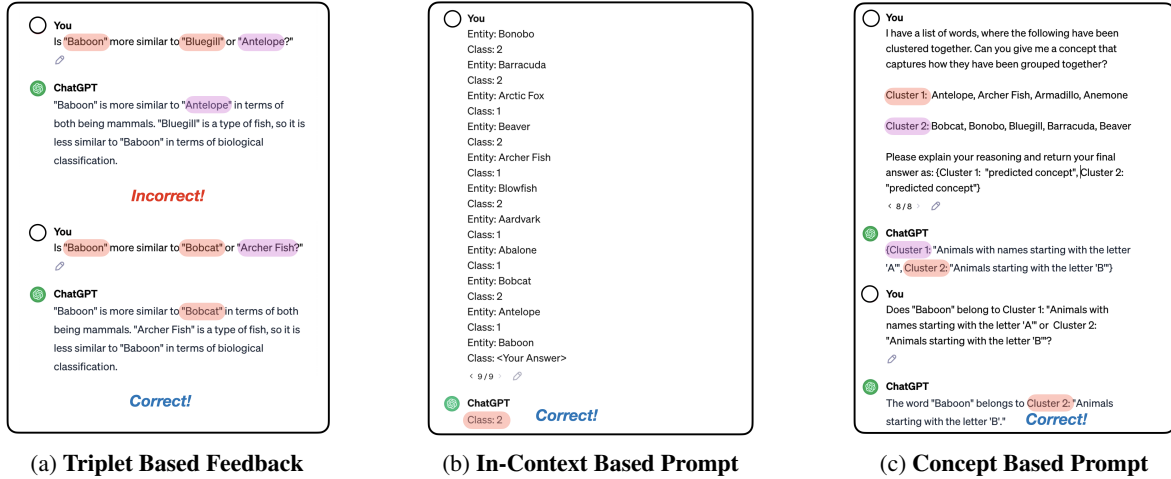 You
Is "Baboon" more similar to "Bluegill" or "Antelope?"
ChatGPT
"Baboon" is more similar to "Antelope" in terms of
both being mammals. "Bluegill" is a type of fish, so it is
less similar to "Baboon" in terms of biological
classification.
Incorrect!
You
Is "Baboon" more similar to "Bobcat" or "Archer Fish?"
ChatGPT
"Baboon" is more similar to "Bobcat" in terms of both
being mammals. "Archer Fish" is a type of fish, so it is
less similar to "Baboon" in terms of biological
classification.
Correct!
(a) Triplet Based Feedback
You
Entity: Bonobo
Class: 2
Entity: Barracuda
Class: 2
Entity: Arctic Fox
Class: 1
Entity: Beaver
Class: 2
Entity: Archer Fish
Class: 1
Entity: Blowfish
Class: 2
Entity: Aardvark
Class: 1
Entity: Abalone
Class: 1
Entity: Bobcat
Class: 2
Entity: Antelope
Class: 1
Entity: Baboon
Class: <Your Answer>
< 9/9 >
ChatGPT
Class: 2
Correct!
(b) In-Context Based Prompt
You
I have a list of words, where the following have been
clustered together. Can you give me a concept that
captures how they have been grouped together?
Cluster 1: Antelope, Archer Fish, Armadillo, Anemone
Cluster 2: Bobcat, Bonobo, Bluegill, Barracuda, Beaver
Please explain your reasoning and return your final
answer as: {Cluster 1: "predicted concept", Cluster 2:
"predicted concept"}
< 8/8 >
ChatGPT
{Cluster 1: "Animals with names starting with the letter
'A'", Cluster 2: "Animals starting with the letter 'B'"}
You
Does "Baboon" belong to Cluster 1: "Animals with
names starting with the letter 'A'" or Cluster 2:
"Animals starting with the letter 'B'"?
ChatGPT
The word "Baboon" belongs to Cluster 2: "Animals
starting with the letter 'B'."
Correct!
(c) Concept Based Prompt